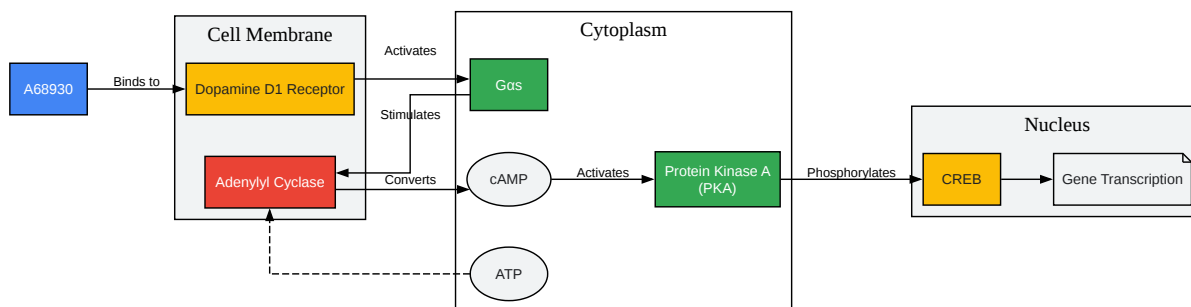 Cell Membrane
Cytoplasm
Activates
A68930
Binds to
Dopamine D1 Receptor
Gαs
Stimulates
Nucleus
Adenylyl Cyclase
Converts
cAMP
Activates
Protein Kinase A
(PKA)
Phosphorylates
CREB
Gene Transcription
ATP